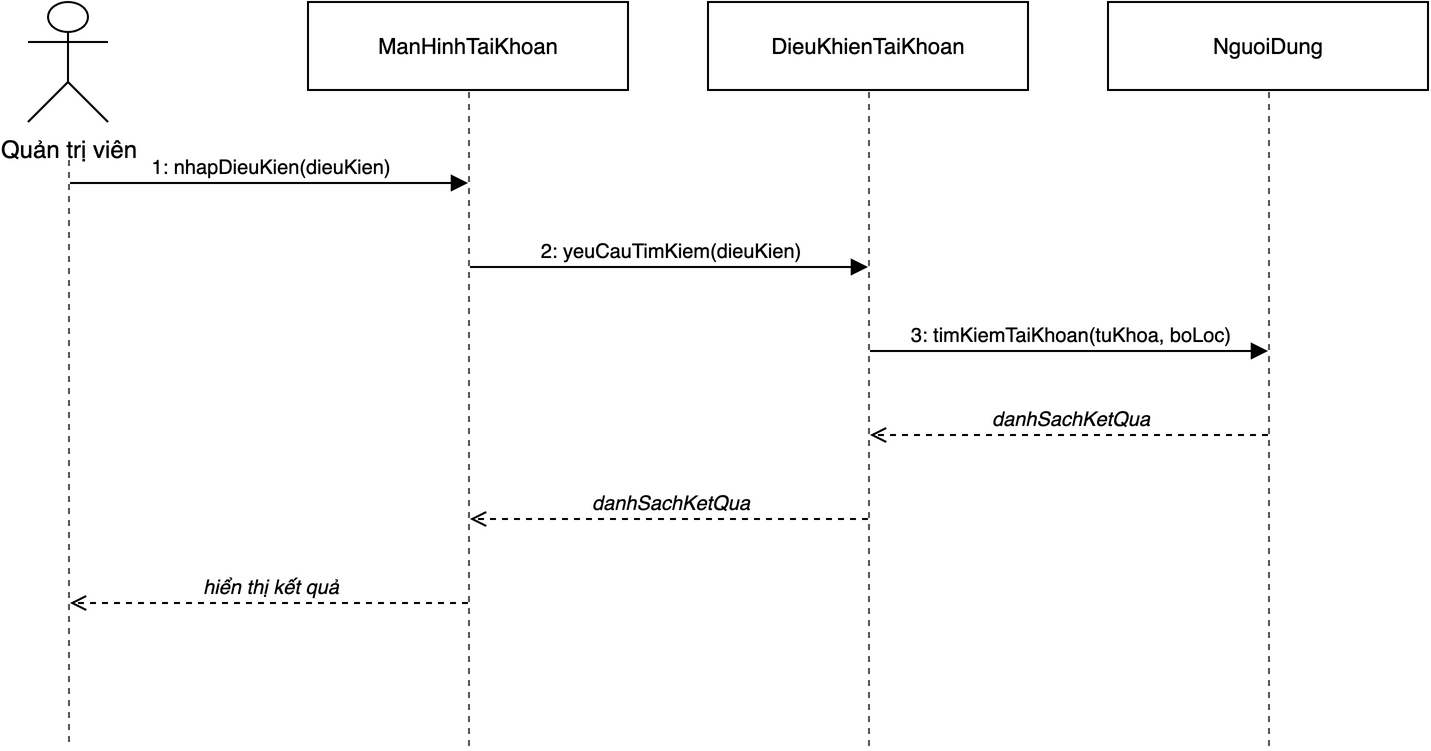 ManHinhTaiKhoan
DieuKhienTaiKhoan
NguoiDung
Quản trị viên
1: nhapDieuKien(dieuKien)
2: yeuCauTimKiem(dieuKien)
3: timKiemTaiKhoan(tuKhoa, boLoc)
danhSachKetQua
danhSachKetQua
hiển thị kết quả